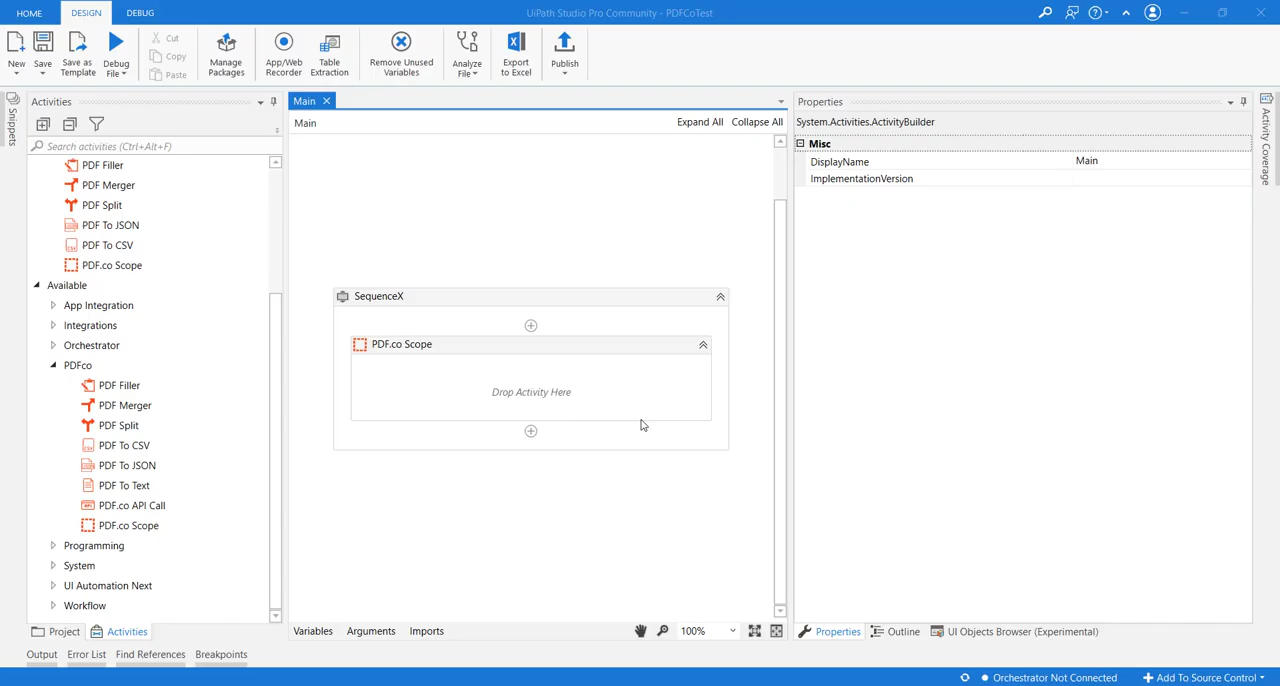 HOME
DESIGN
DEBUG
UiPath Studio Pro Community - PDFCoTest
New
Save
Save as Template
Debug File
Cut
Copy
Paste
Manage Packages
App/Web Recorder
Table Extraction
Remove Unused Variables
Analyze File
Export to Excel
Publish
Snippets
Activities
Search activities (Ctrl+Alt+F)
PDF Filler
PDF Merger
PDF Split
PDF To JSON
PDF To CSV
PDF.co Scope
Available
App Integration
Integrations
Orchestrator
PDFco
PDF Filler
PDF Merger
PDF Split
PDF To CSV
PDF To JSON
PDF To Text
PDF.co API Call
PDF.co Scope
Programming
System
UI Automation Next
Workflow
Project
Activities
Main
Main
Expand All
Collapse All
SequenceX
PDF.co Scope
Drop Activity Here
Variables
Arguments
Imports
100%
Properties
System.Activities.ActivityBuilder
Misc
DisplayName
Main
ImplementationVersion
Properties
Outline
UI Objects Browser (Experimental)
Activity Coverage
Output
Error List
Find References
Breakpoints
Orchestrator Not Connected
Add To Source Control